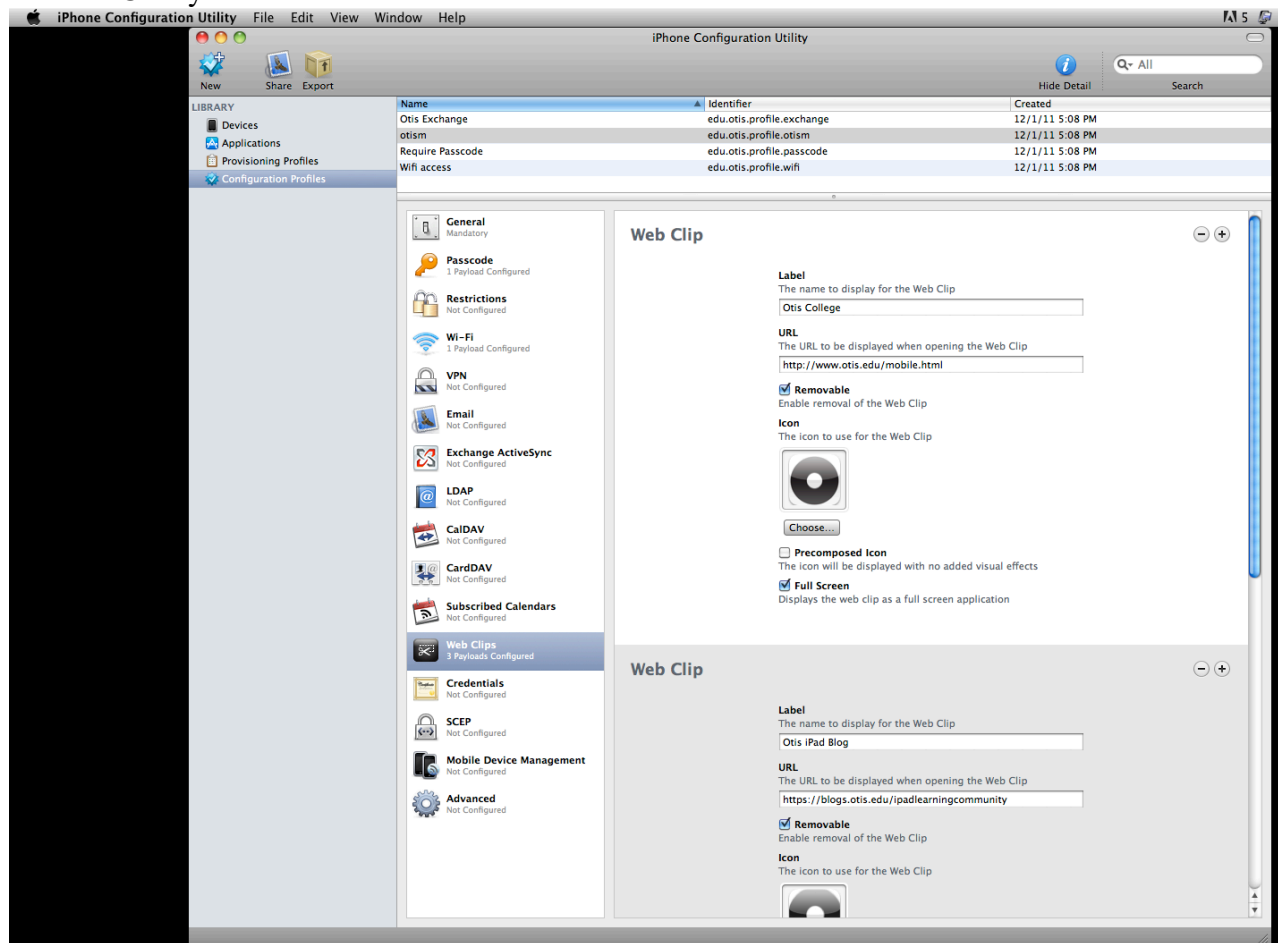 iPhone Configuration Utility File Edit View Window Help 5
iPhone Configuration Utility
New Share Export Hide Detail All Search
LIBRARY
Devices
Applications
Provisioning Profiles
Configuration Profiles
Name Identifier Created
Otis Exchange edu.otis.profile.exchange 12/1/11 5:08 PM
otism edu.otis.profile.otism 12/1/11 5:08 PM
Require Passcode edu.otis.profile.passcode 12/1/11 5:08 PM
Wifi access edu.otis.profile.wifi 12/1/11 5:08 PM
General
Mandatory
Passcode
1 Payload Configured
Restrictions
Not Configured
Wi-Fi
1 Payload Configured
VPN
Not Configured
Email
Not Configured
Exchange ActiveSync
Not Configured
LDAP
Not Configured
CalDAV
Not Configured
CardDAV
Not Configured
Subscribed Calendars
Not Configured
Web Clips
3 Payloads Configured
Credentials
Not Configured
SCEP
Not Configured
Mobile Device Management
Not Configured
Advanced
Not Configured
Web Clip
Label
The name to display for the Web Clip
Otis College
URL
The URL to be displayed when opening the Web Clip
http://www.otis.edu/mobile.html
Removable
Enable removal of the Web Clip
Icon
The icon to use for the Web Clip
Choose...
Precomposed Icon
The icon will be displayed with no added visual effects
Full Screen
Displays the web clip as a full screen application
Web Clip
Label
The name to display for the Web Clip
Otis iPad Blog
URL
The URL to be displayed when opening the Web Clip
https://blogs.otis.edu/ipadlearningcommunity
Removable
Enable removal of the Web Clip
Icon
The icon to use for the Web Clip